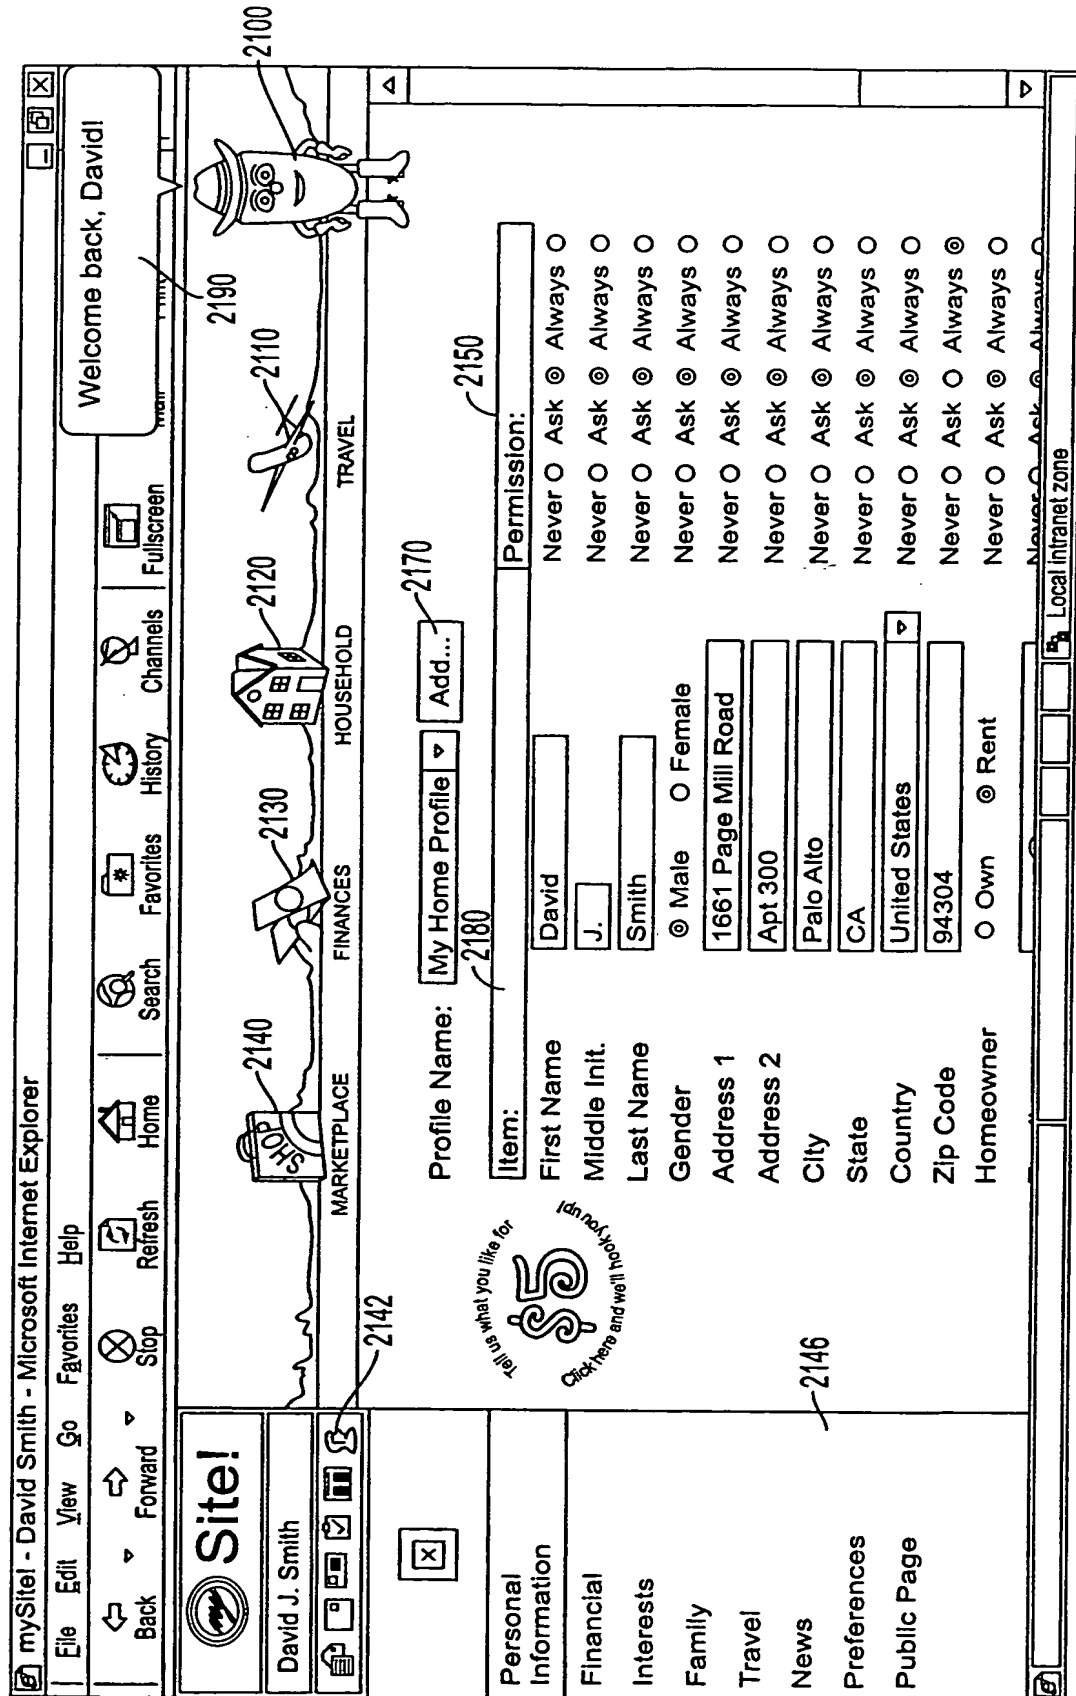 mySite! - David Smith - Microsoft Internet Explorer
File Edit View Go Favorites Help
Back Forward Stop Refresh Home Search Favorites History Channels Fullscreen Mail
Welcome back, David!
2190
2100
my Site!
David J. Smith
2142
SHOP
2140
2130
2120
2110
MARKETPLACE FINANCES HOUSEHOLD TRAVEL
Personal
Information
Financial
Interests
Family
Travel
News
Preferences
Public Page
2146
Tell us what you like for
$5
Click here and we'll hook you up!
Profile Name: My Home Profile Add...
2170
2180
2150
Item: Permission:
First Name David Never Ask Always
Middle Init. J. Never Ask Always
Last Name Smith Never Ask Always
Gender Male Female Never Ask Always
Address 1 1661 Page Mill Road Never Ask Always
Address 2 Apt 300 Never Ask Always
City Palo Alto Never Ask Always
State CA Never Ask Always
Country United States Never Ask Always
Zip Code 94304 Never Ask Always
Homeowner Own Rent Never Ask Always
Never Ask Always
Local intranet zone